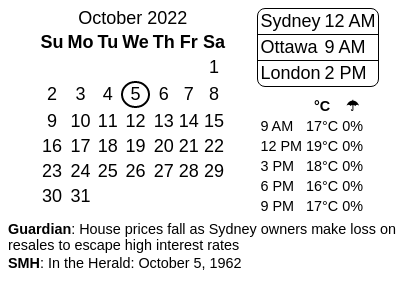 October 2022
Su Mo Tu We Th Fr Sa
1
2 3 4 5 6 7 8
9 10 11 12 13 14 15
16 17 18 19 20 21 22
23 24 25 26 27 28 29
30 31
Sydney 12 AM
Ottawa 9 AM
London 2 PM
°C ☂
9 AM 17°C 0%
12 PM 19°C 0%
3 PM 18°C 0%
6 PM 16°C 0%
9 PM 17°C 0%
Guardian: House prices fall as Sydney owners make loss on
resales to escape high interest rates
SMH: In the Herald: October 5, 1962